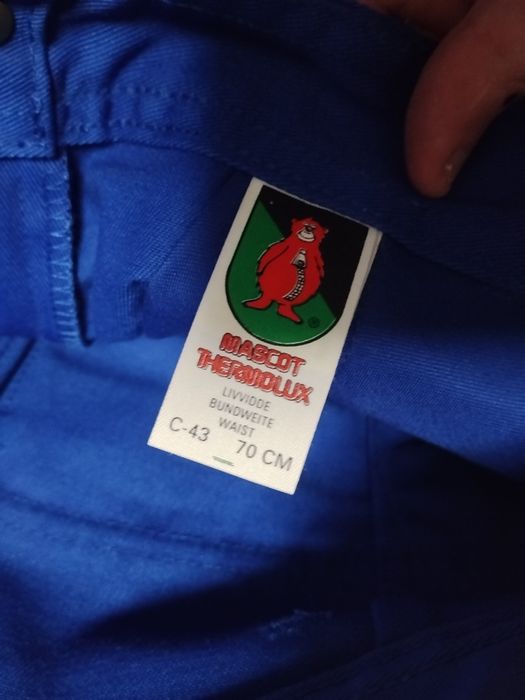 ®
MASCOT
THERMOLUX
LIVVIDDE
BUNDWEITE
WAIST
C-43 70 CM